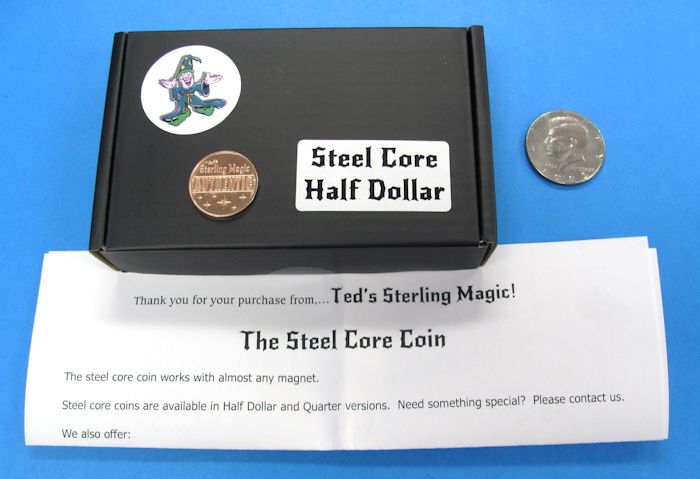 Steel Core
Half Dollar
Sterling Magic
AUTHENTIC
Thank you for your purchase from,...Ted's Sterling Magic!
The Steel Core Coin
The steel core coin works with almost any magnet.
Steel core coins are available in Half Dollar and Quarter versions.  Need something special?  Please contact us.
We also offer: